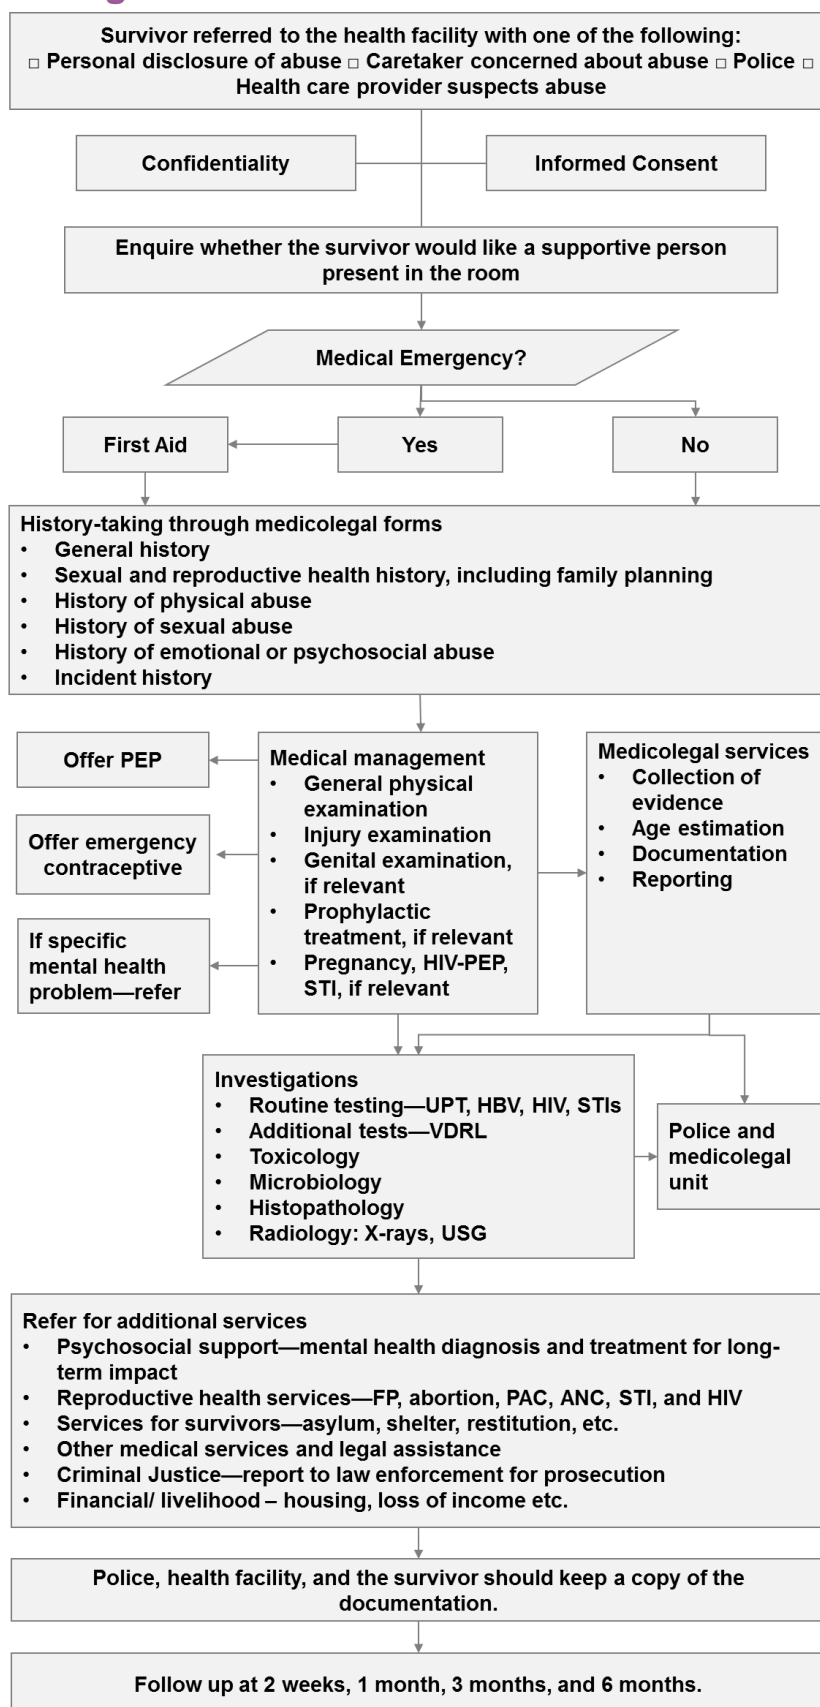 Survivor referred to the health facility with one of the following:
□ Personal disclosure of abuse □ Caretaker concerned about abuse □ Police □
Health care provider suspects abuse
Confidentiality
Informed Consent
Enquire whether the survivor would like a supportive person
present in the room
Medical Emergency?
First Aid
Yes
No
History-taking through medicolegal forms
• General history
• Sexual and reproductive health history, including family planning
• History of physical abuse
• History of sexual abuse
• History of emotional or psychosocial abuse
• Incident history
Offer PEP
Offer emergency
contraceptive
If specific
mental health
problem—refer
Medical management
• General physical
examination
• Injury examination
• Genital examination,
if relevant
• Prophylactic
treatment, if relevant
• Pregnancy, HIV-PEP,
STI, if relevant
Medicolegal services
• Collection of
evidence
• Age estimation
• Documentation
• Reporting
Investigations
• Routine testing—UPT, HBV, HIV, STIs
• Additional tests—VDRL
• Toxicology
• Microbiology
• Histopathology
• Radiology: X-rays, USG
Police and
medicolegal
unit
Refer for additional services
• Psychosocial support—mental health diagnosis and treatment for long-
term impact
• Reproductive health services—FP, abortion, PAC, ANC, STI, and HIV
• Services for survivors—asylum, shelter, restitution, etc.
• Other medical services and legal assistance
• Criminal Justice—report to law enforcement for prosecution
• Financial/ livelihood – housing, loss of income etc.
Police, health facility, and the survivor should keep a copy of the
documentation.
Follow up at 2 weeks, 1 month, 3 months, and 6 months.